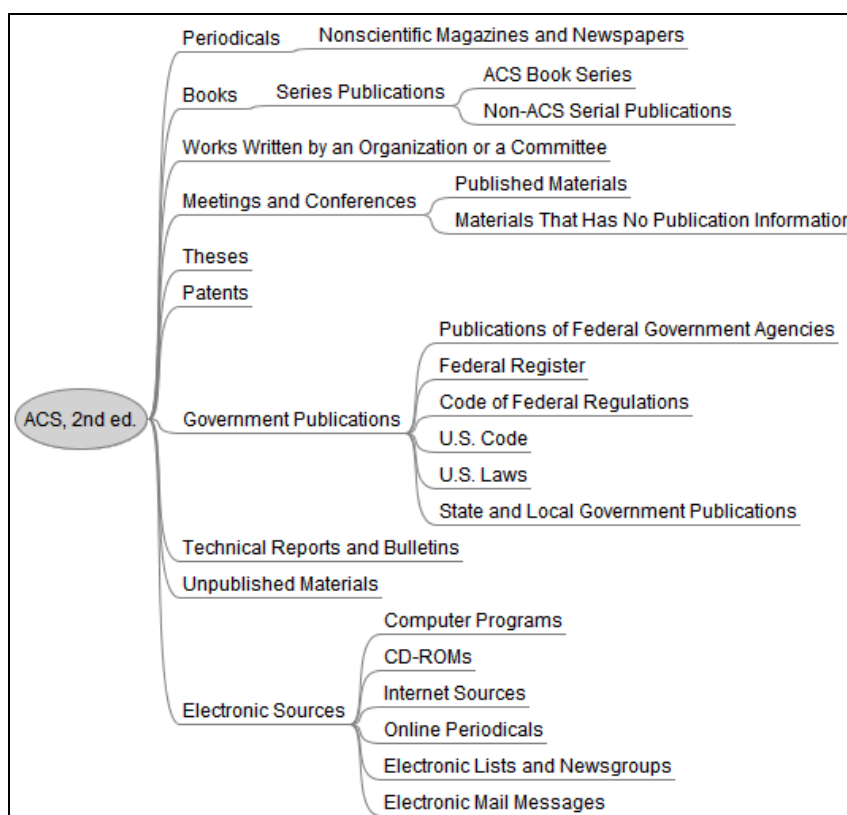 Periodicals
Nonscientific Magazines and Newspapers
Books
Series Publications
ACS Book Series
Non-ACS Serial Publications
Works Written by an Organization or a Committee
Meetings and Conferences
Published Materials
Materials That Has No Publication Information
Theses
Patents
ACS, 2nd ed.
Government Publications
Publications of Federal Government Agencies
Federal Register
Code of Federal Regulations
U.S. Code
U.S. Laws
State and Local Government Publications
Technical Reports and Bulletins
Unpublished Materials
Electronic Sources
Computer Programs
CD-ROMs
Internet Sources
Online Periodicals
Electronic Lists and Newsgroups
Electronic Mail Messages